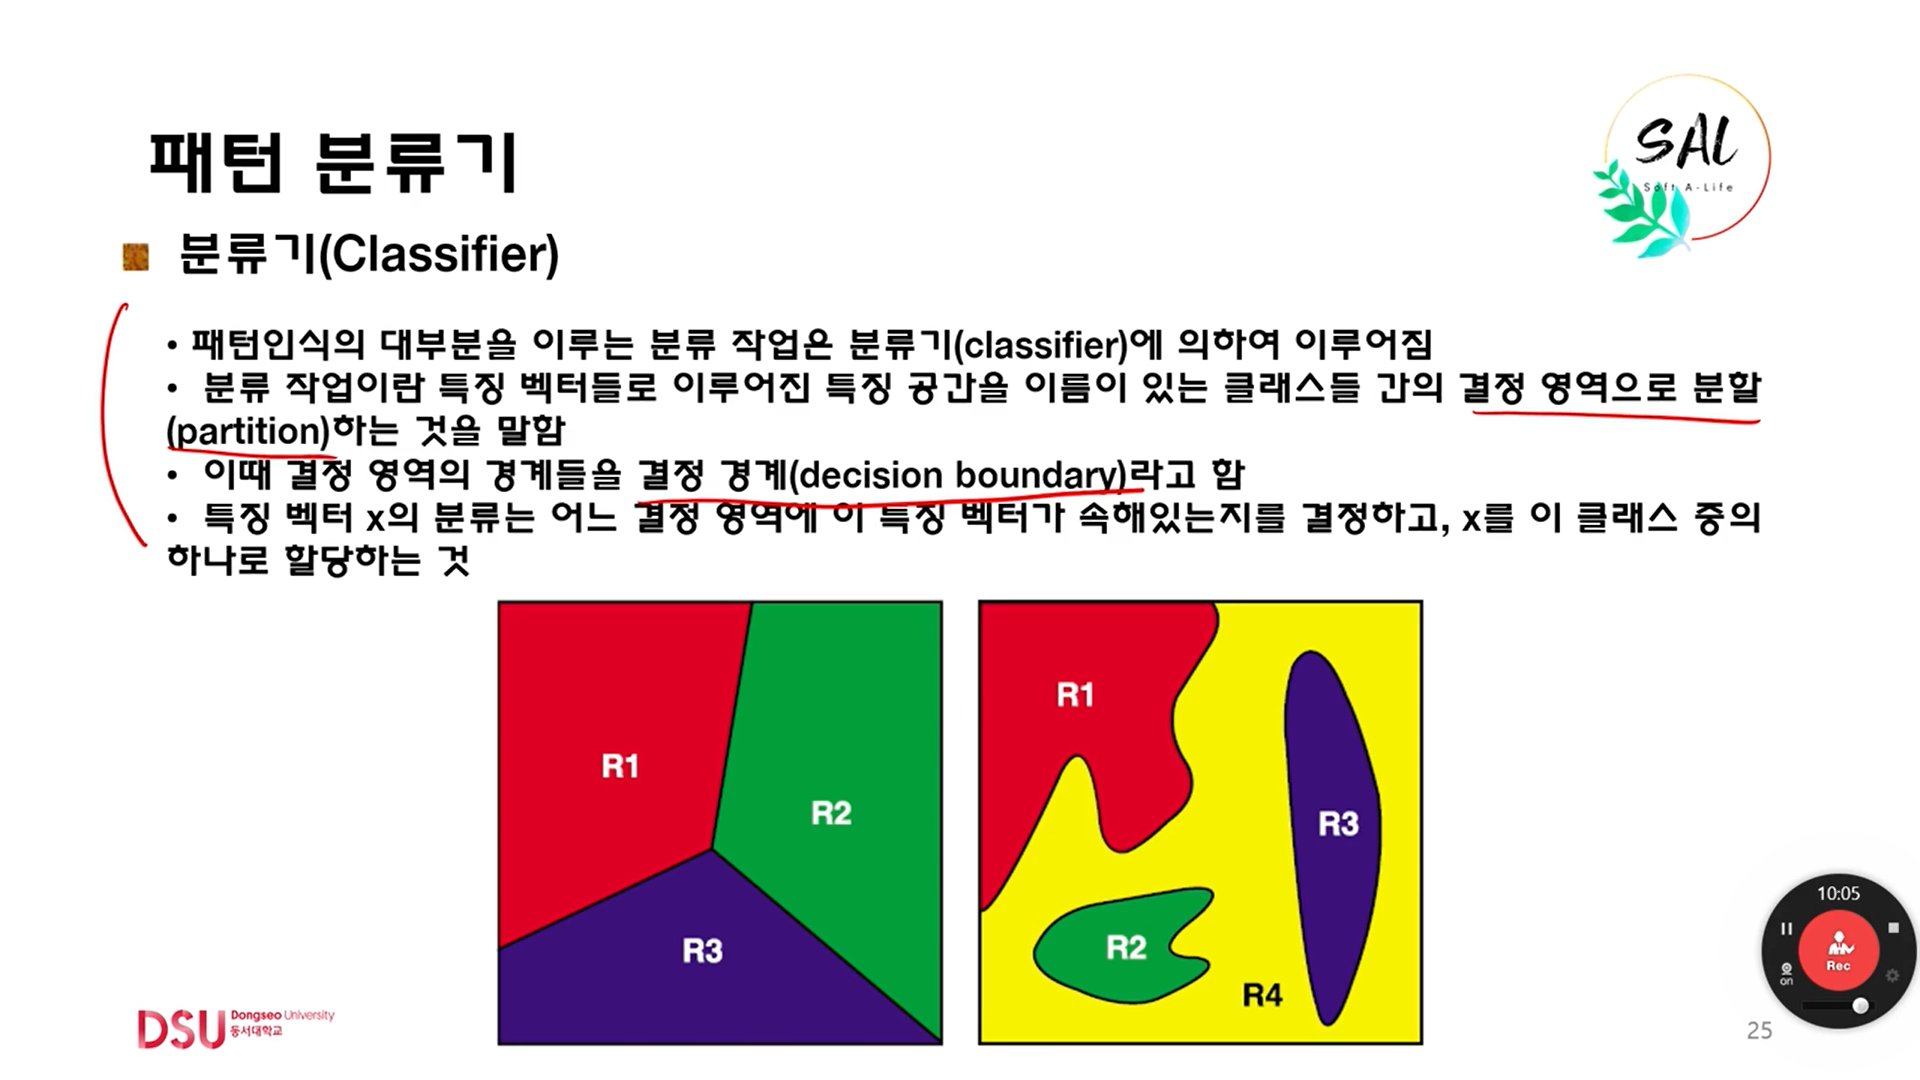 SAL
Soft A-Life
패턴 분류기
분류기(Classifier)
• 패턴인식의 대부분을 이루는 분류 작업은 분류기(classifier)에 의하여 이루어짐
• 분류 작업이란 특징 벡터들로 이루어진 특징 공간을 이름이 있는 클래스들 간의 결정 영역으로 분할
(partition)하는 것을 말함
• 이때 결정 영역의 경계들을 결정 경계(decision boundary)라고 함
• 특징 벡터 x의 분류는 어느 결정 영역에 이 특징 벡터가 속해있는지를 결정하고, x를 이 클래스 중의
하나로 할당하는 것
R1
R2
R3
R1
R3
R2
R4
10:05
Rec
on
DSU Dongseo University
동서대학교
25